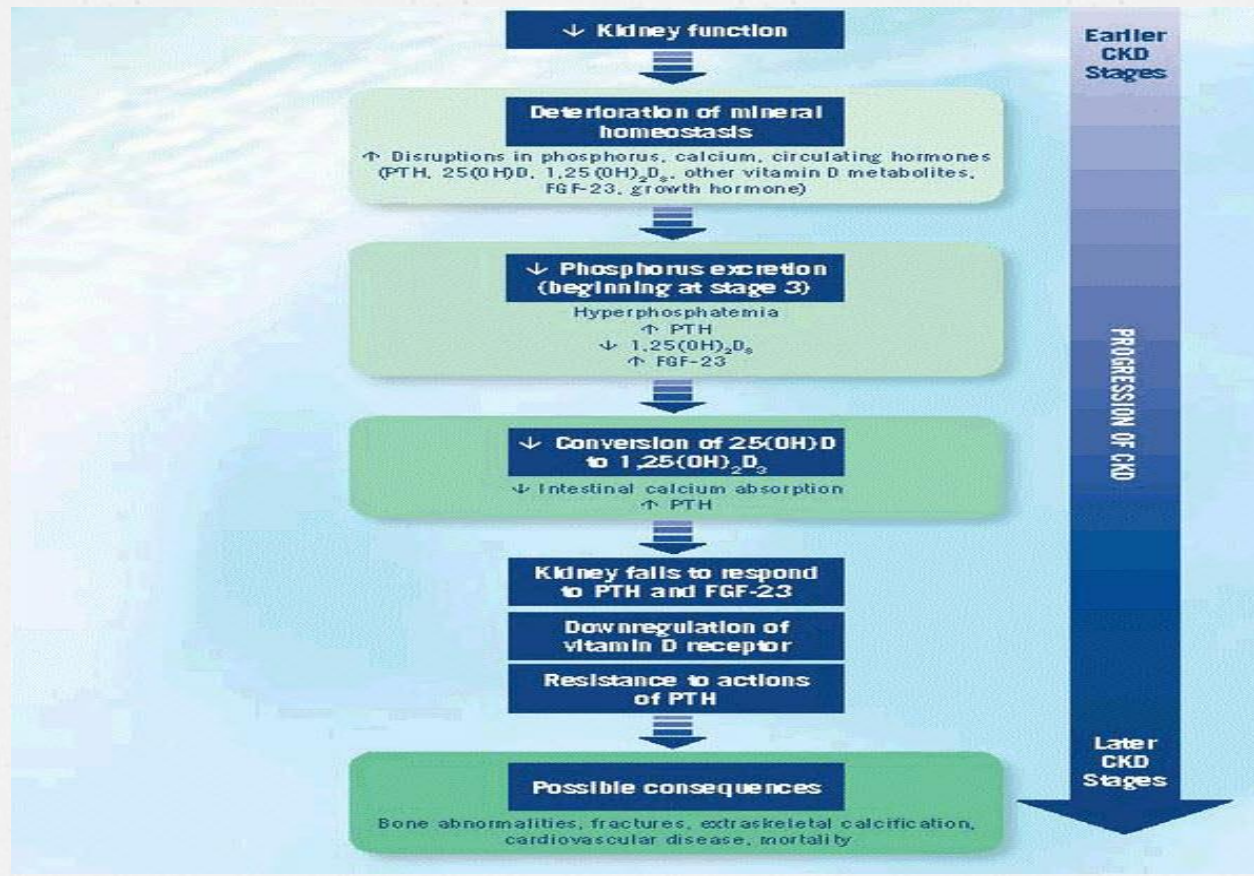 ↓ Kidney function
Deterioration of mineral
homeostasis
↑ Disruptions in phosphorus, calcium, circulating hormones
(PTH, 25(OH)D, 1,25(OH)₂D₃, other vitamin D metabolites,
FGF-23, growth hormone)
↓ Phosphorus excretion
(beginning at stage 3)
Hyperphosphatemia
↑ PTH
↓ 1,25(OH)₂D₃
↑ FGF-23
↓ Conversion of 25(OH)D
to 1,25(OH)₂D₃
↓ Intestinal calcium absorption
↑ PTH
Kidney fails to respond
to PTH and FGF-23
Downregulation of
vitamin D receptor
Resistance to actions
of PTH
Possible consequences
Bone abnormalities, fractures, extraskeletal calcification,
cardiovascular disease, mortality
Earlier
CKD
Stages
PROGRESSION OF CKD
Later
CKD
Stages